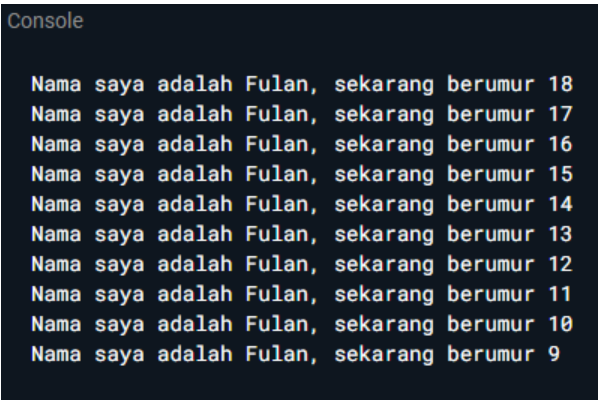 Console
Nama saya adalah Fulan, sekarang berumur 18
Nama saya adalah Fulan, sekarang berumur 17
Nama saya adalah Fulan, sekarang berumur 16
Nama saya adalah Fulan, sekarang berumur 15
Nama saya adalah Fulan, sekarang berumur 14
Nama saya adalah Fulan, sekarang berumur 13
Nama saya adalah Fulan, sekarang berumur 12
Nama saya adalah Fulan, sekarang berumur 11
Nama saya adalah Fulan, sekarang berumur 10
Nama saya adalah Fulan, sekarang berumur 9